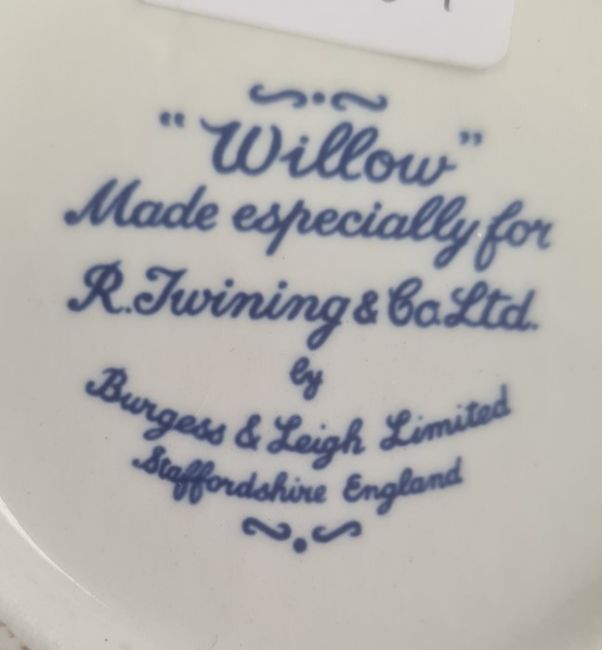 "Willow"
Made especially for
R. Twining & Co. Ltd.
by
Burgess & Leigh Limited
Staffordshire England